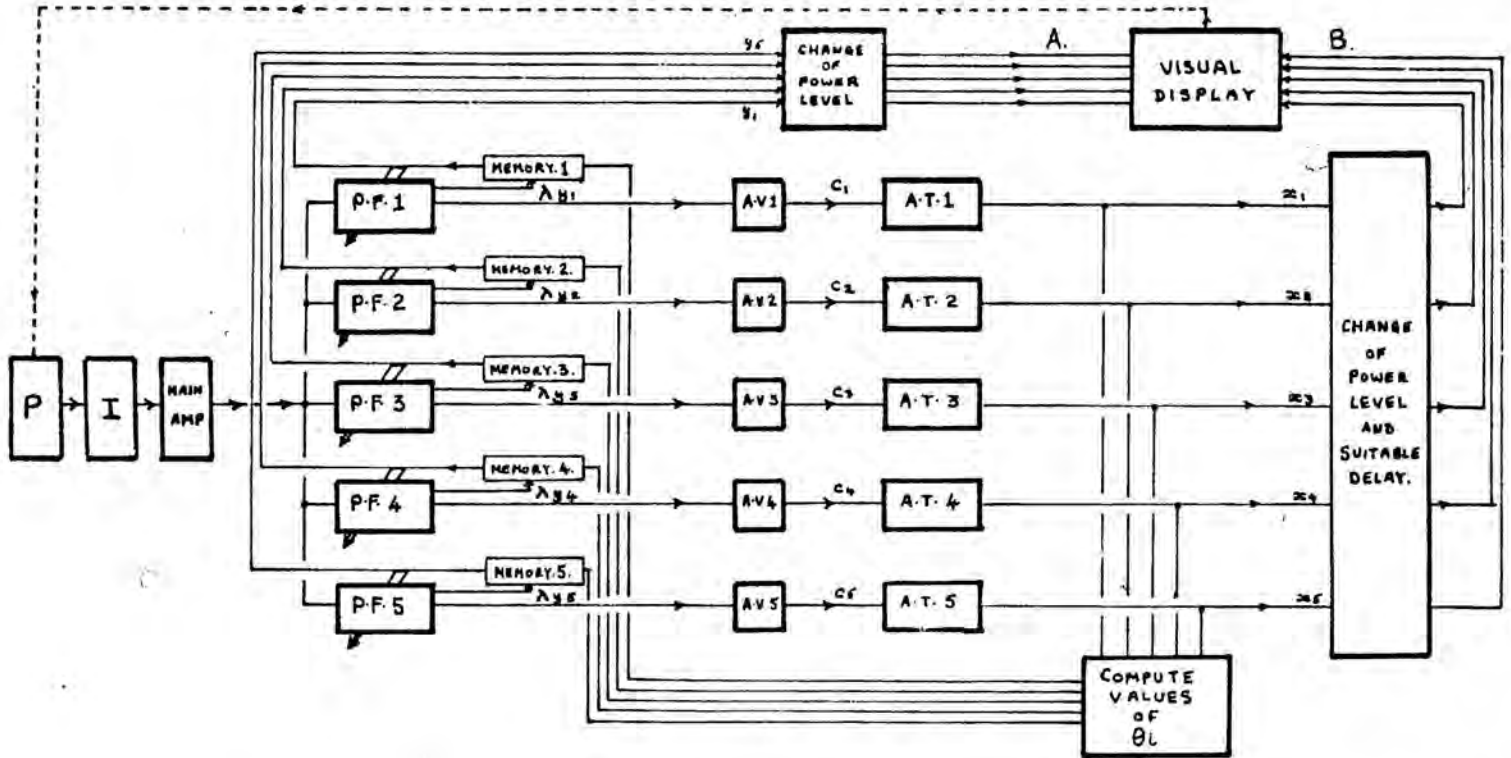 A.
B.
y5
y1
CHANGE
OF
POWER
LEVEL
VISUAL
DISPLAY
MEMORY.1
P.F.1
λy1
A.V1
C1
A.T.1
x1
MEMORY.2.
P.F.2
λy2
A.V2
C2
A.T.2
x2
MEMORY.3.
P.F.3
λy3
A.V3
C3
A.T.3
x3
P
I
MAIN
AMP
MEMORY.4.
P.F.4
λy4
A.V4
C4
A.T.4
x4
MEMORY.5.
P.F.5
λy5
A.V.5
C5
A.T.5
x5
CHANGE
OF
POWER
LEVEL
AND
SUITABLE
DELAY.
COMPUTE
VALUES
OF
θi